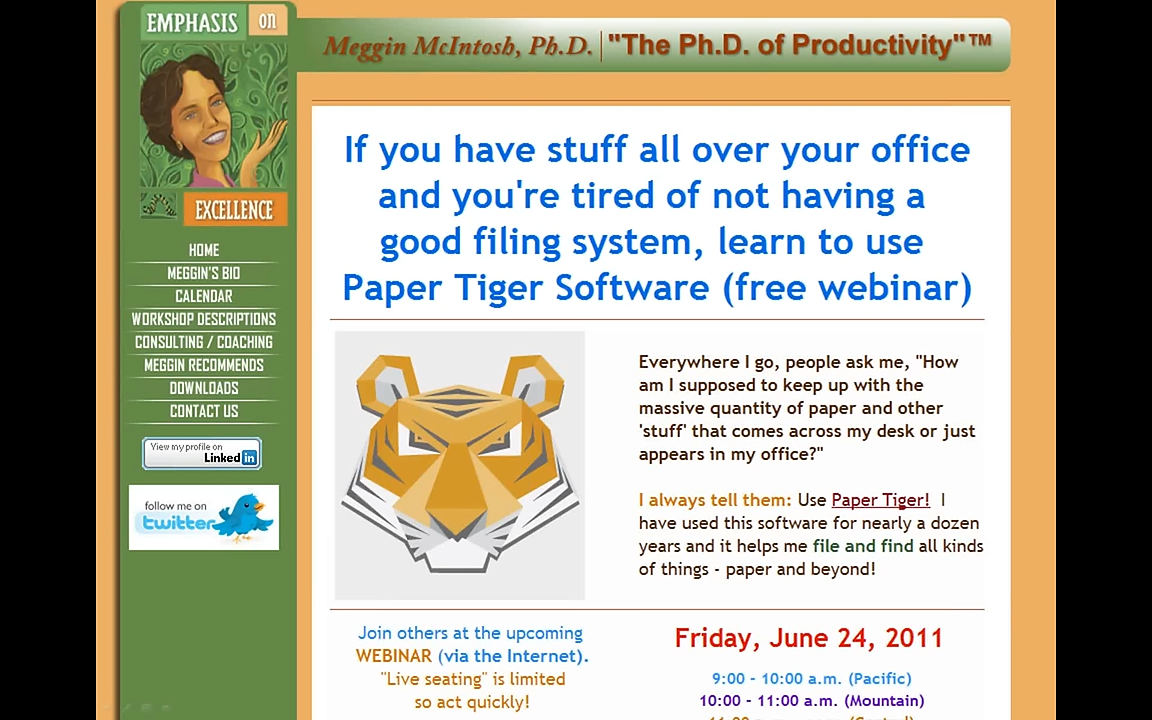 EMPHASIS on
EXCELLENCE
HOME
MEGGIN'S BIO
CALENDAR
WORKSHOP DESCRIPTIONS
CONSULTING / COACHING
MEGGIN RECOMMENDS
DOWNLOADS
CONTACT US
View my profile on
Linked in
follow me on
twitter
Meggin McIntosh, Ph.D. | "The Ph.D. of Productivity"™
If you have stuff all over your office
and you're tired of not having a
good filing system, learn to use
Paper Tiger Software (free webinar)
Everywhere I go, people ask me, "How
am I supposed to keep up with the
massive quantity of paper and other
'stuff' that comes across my desk or just
appears in my office?"
I always tell them: Use Paper Tiger! I
have used this software for nearly a dozen
years and it helps me file and find all kinds
of things - paper and beyond!
Join others at the upcoming
WEBINAR (via the Internet).
"Live seating" is limited
so act quickly!
Friday, June 24, 2011
9:00 - 10:00 a.m. (Pacific)
10:00 - 11:00 a.m. (Mountain)